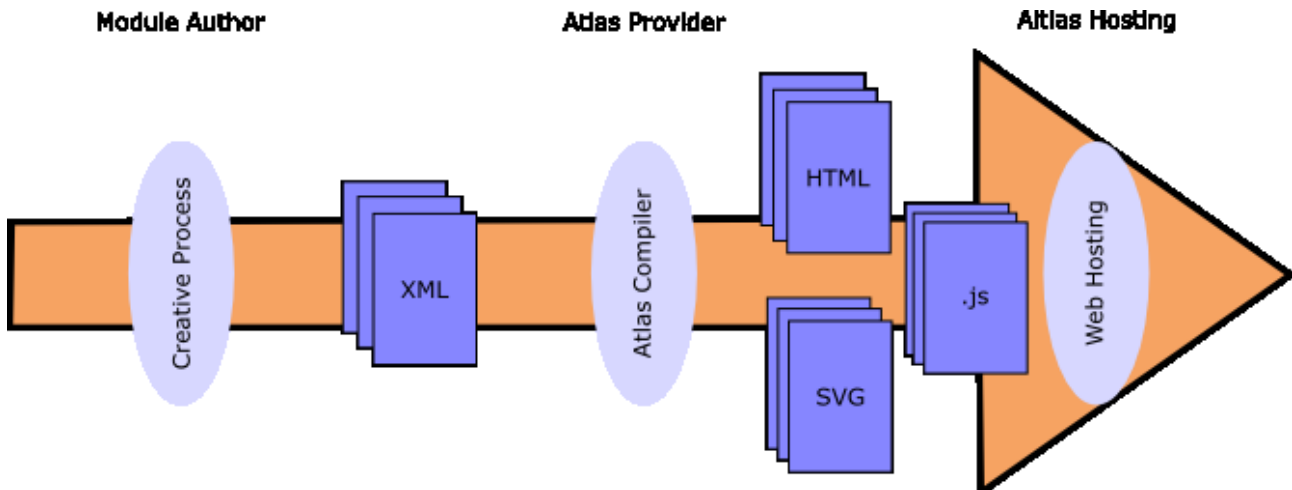 Module Author
Atlas Provider
Altlas Hosting
Creative Process
XML
Atlas Compiler
HTML
SVG
.js
Web Hosting